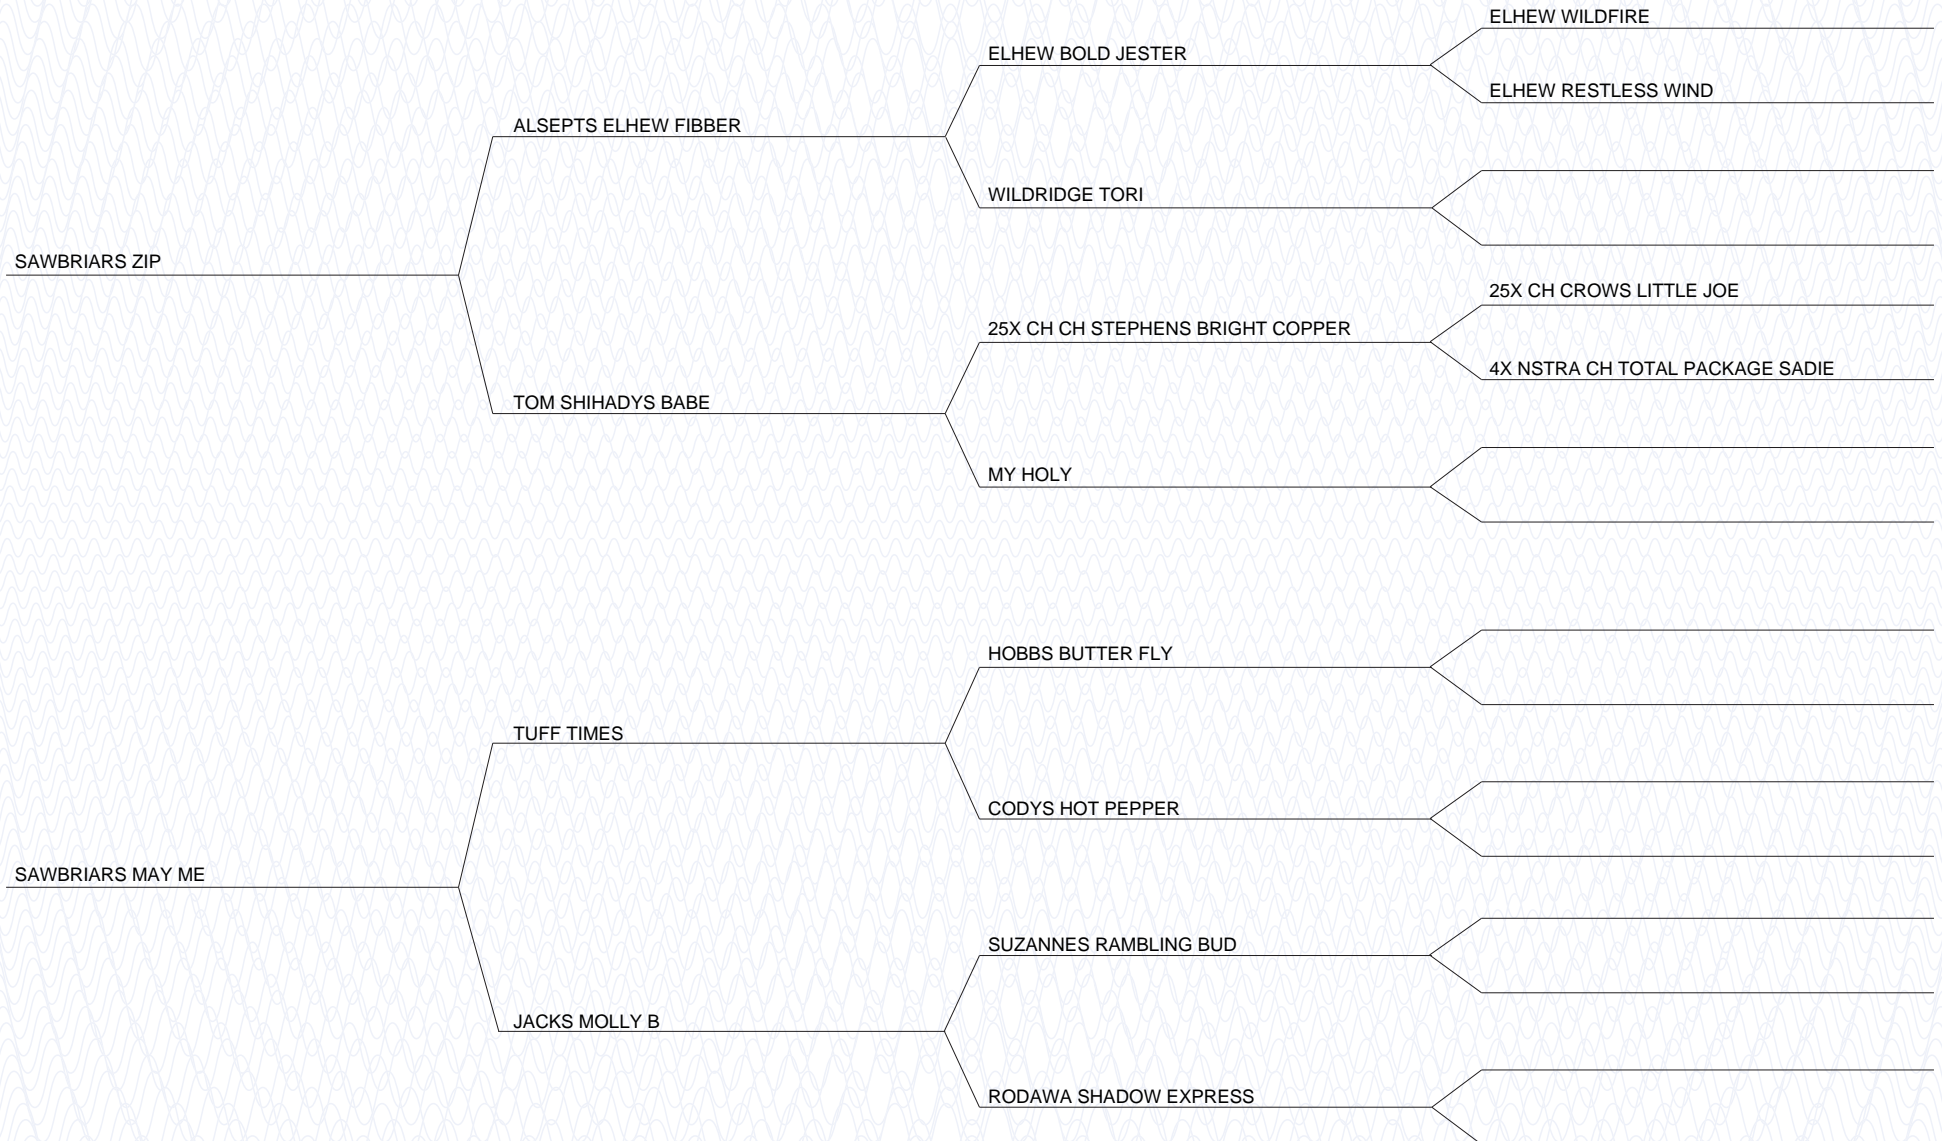 ELHEW WILDFIRE
ELHEW BOLD JESTER
ELHEW RESTLESS WIND
ALSEPTS ELHEW FIBBER
WILDRIDGE TORI
SAWBRIARS ZIP
25X CH CROWS LITTLE JOE
25X CH CH STEPHENS BRIGHT COPPER
4X NSTRA CH TOTAL PACKAGE SADIE
TOM SHIHADYS BABE
MY HOLY
HOBBS BUTTER FLY
TUFF TIMES
CODYS HOT PEPPER
SAWBRIARS MAY ME
SUZANNES RAMBLING BUD
JACKS MOLLY B
RODAWA SHADOW EXPRESS